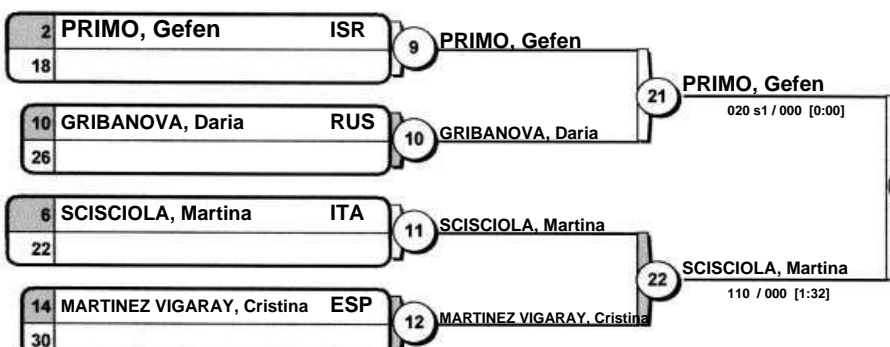 2 PRIMO, Gefen ISR
18
9 PRIMO, Gefen
10 GRIBANOVA, Daria RUS
26
10 GRIBANOVA, Daria
21 PRIMO, Gefen
020 s1 / 000 [0:00]
6 SCISCIOLA, Martina ITA
22
11 SCISCIOLA, Martina
14 MARTINEZ VIGARAY, Cristina ESP
30
12 MARTINEZ VIGARAY, Cristina
22 SCISCIOLA, Martina
110 / 000 [1:32]